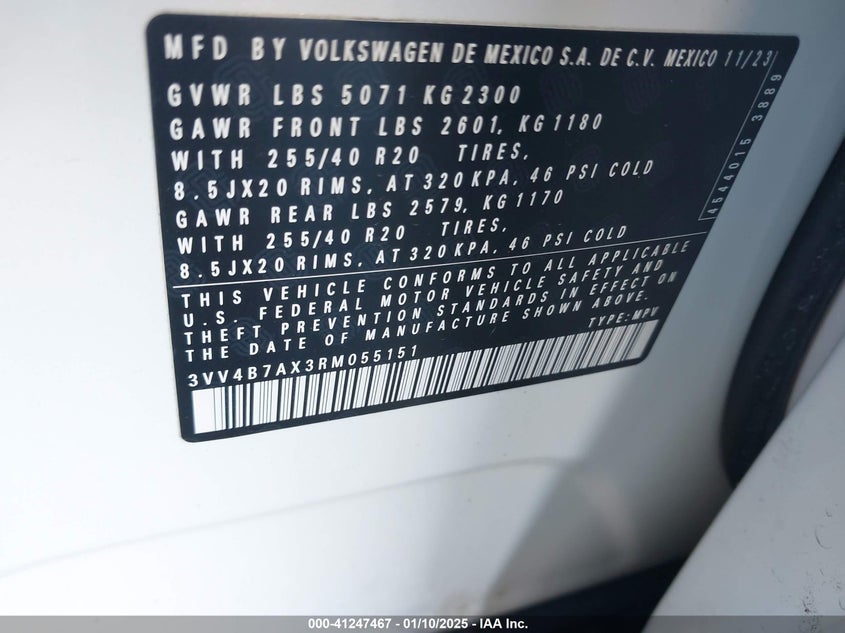 MFD BY VOLKSWAGEN DE MEXICO S.A. DE C.V. MEXICO 11/23
GVWR LBS 5071 KG 2300
GAWR FRONT LBS 2601, KG 1180
WITH 255/40 R20 TIRES,
8.5JX20 RIMS, AT 320 KPA, 46 PSI COLD
GAWR REAR LBS 2579, KG 1170
WITH 255/40 R20 TIRES,
8.5JX20 RIMS, AT 320 KPA, 46 PSI COLD
4544015 3889
THIS VEHICLE CONFORMS TO ALL APPLICABLE
U.S. FEDERAL MOTOR VEHICLE SAFETY AND
THEFT PREVENTION STANDARDS IN EFFECT ON
THE DATE OF MANUFACTURE SHOWN ABOVE.
TYPE: MPV
3VV4B7AX3RM055151
000-41247467 - 01/10/2025 - IAA Inc.